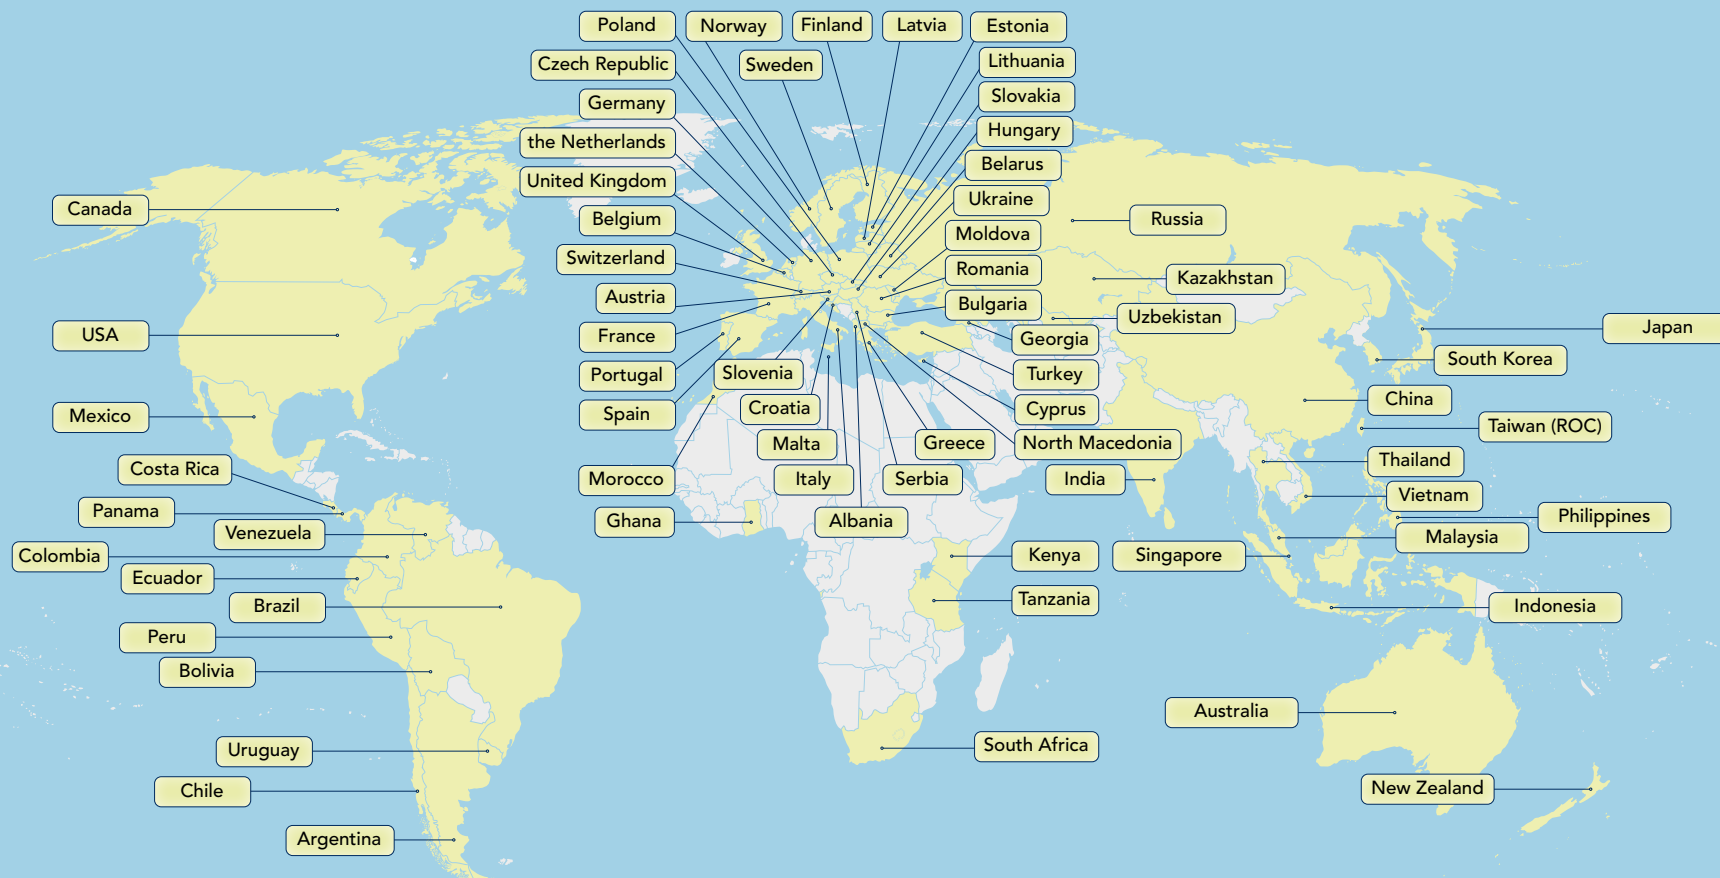 Poland
Norway
Finland
Latvia
Estonia
Czech Republic
Sweden
Lithuania
Germany
Slovakia
the Netherlands
Hungary
United Kingdom
Belarus
Canada
Belgium
Ukraine
Russia
Switzerland
Moldova
Kazakhstan
Austria
Romania
Uzbekistan
USA
France
Bulgaria
Georgia
Japan
South Korea
Portugal
Slovenia
Turkey
China
Mexico
Spain
Croatia
Cyprus
Taiwan (ROC)
Malta
Greece
North Macedonia
Thailand
Costa Rica
Morocco
Italy
Serbia
India
Vietnam
Panama
Ghana
Albania
Philippines
Venezuela
Malaysia
Colombia
Kenya
Singapore
Ecuador
Brazil
Tanzania
Indonesia
Peru
Bolivia
Australia
Uruguay
South Africa
Chile
New Zealand
Argentina